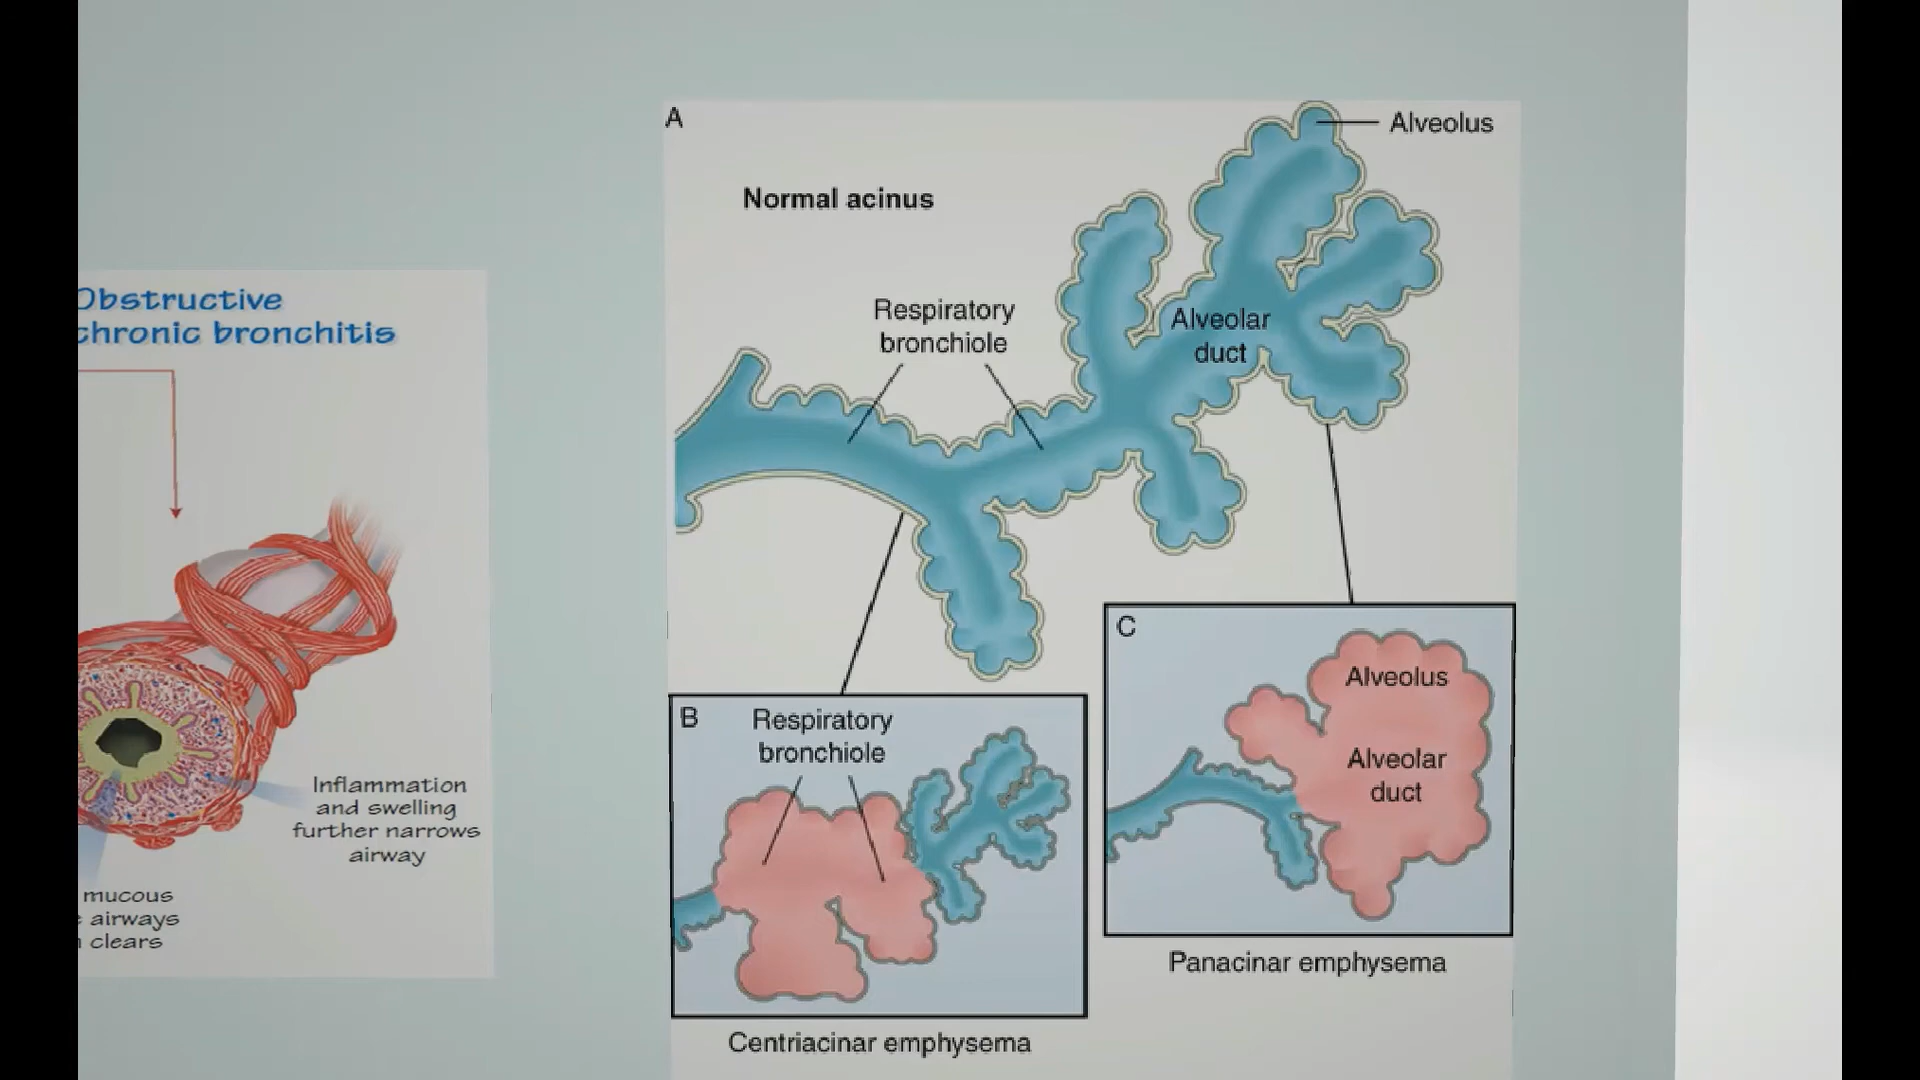 Obstructive
chronic bronchitis
Inflammation
and swelling
further narrows
airway
mucous
airways
clears
A
Alveolus
Normal acinus
Respiratory
bronchiole
Alveolar
duct
B
Respiratory
bronchiole
Centriacinar emphysema
C
Alveolus
Alveolar
duct
Panacinar emphysema